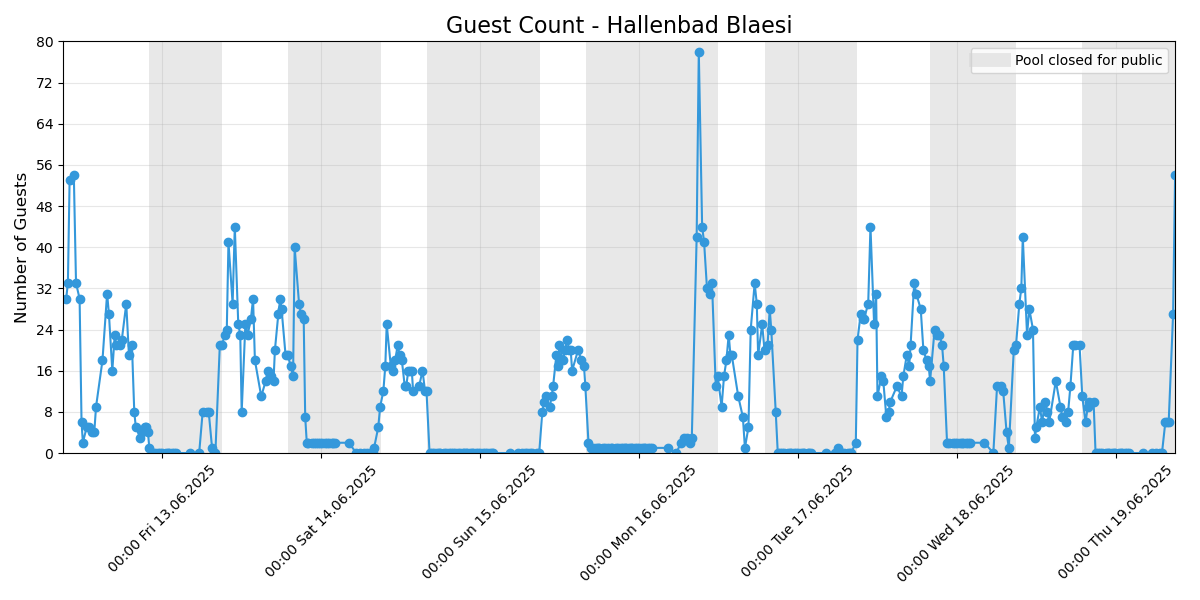 Guest Count - Hallenbad Blaesi
Pool closed for public
Number of Guests
80
72
64
56
48
40
32
24
16
8
0
00:00 Fri 13.06.2025
00:00 Sat 14.06.2025
00:00 Sun 15.06.2025
00:00 Mon 16.06.2025
00:00 Tue 17.06.2025
00:00 Wed 18.06.2025
00:00 Thu 19.06.2025